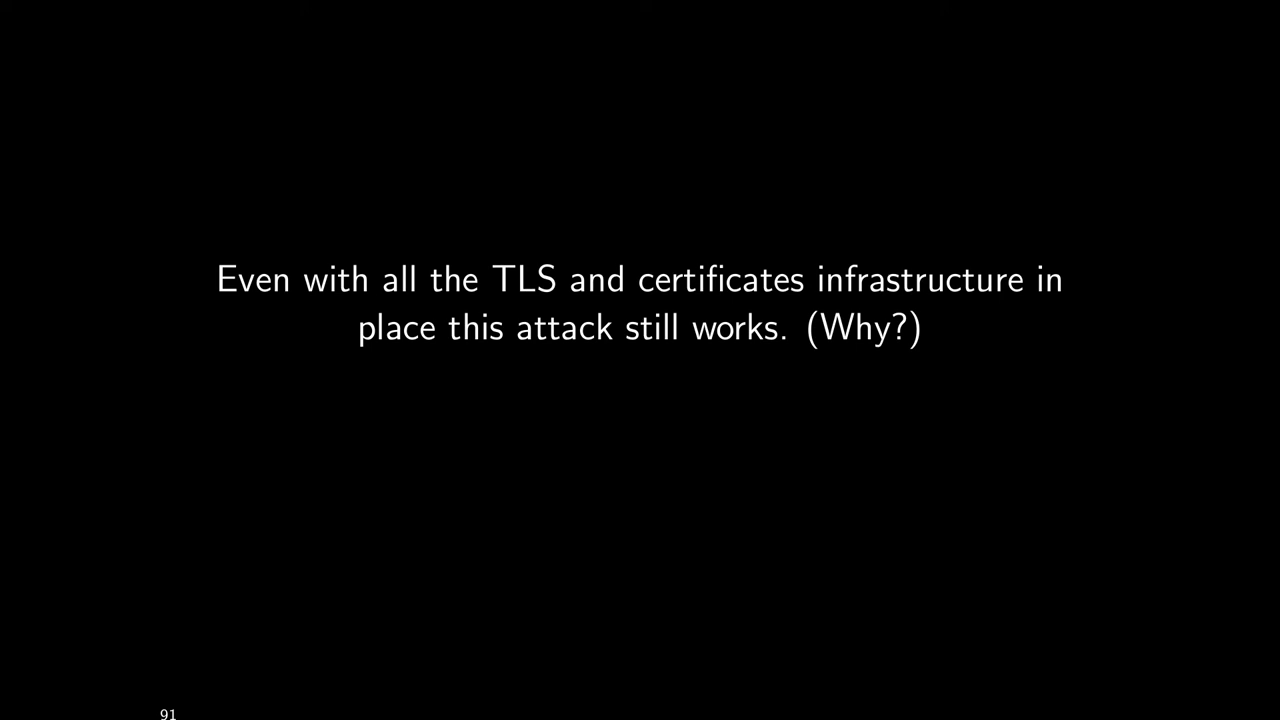 Even with all the TLS and certificates infrastructure in
place this attack still works. (Why?)
91